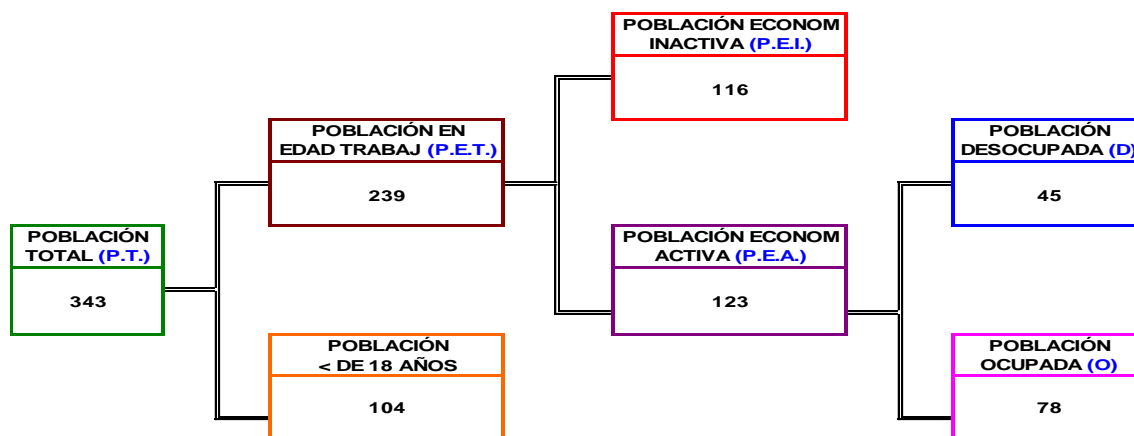 POBLACIÓN ECONOM
INACTIVA (P.E.I.)
116
POBLACIÓN EN
EDAD TRABAJ (P.E.T.)
239
POBLACIÓN
DESOCUPADA (D)
45
POBLACIÓN
TOTAL (P.T.)
343
POBLACIÓN ECONOM
ACTIVA (P.E.A.)
123
POBLACIÓN
< DE 18 AÑOS
104
POBLACIÓN
OCUPADA (O)
78